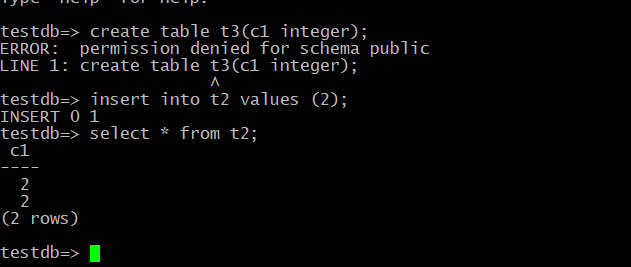 Type "help" for help.
testdb=> create table t3(c1 integer);
ERROR:  permission denied for schema public
LINE 1: create table t3(c1 integer);
                     ^
testdb=> insert into t2 values (2);
INSERT 0 1
testdb=> select * from t2;
 c1
----
  2
  2
(2 rows)
testdb=>